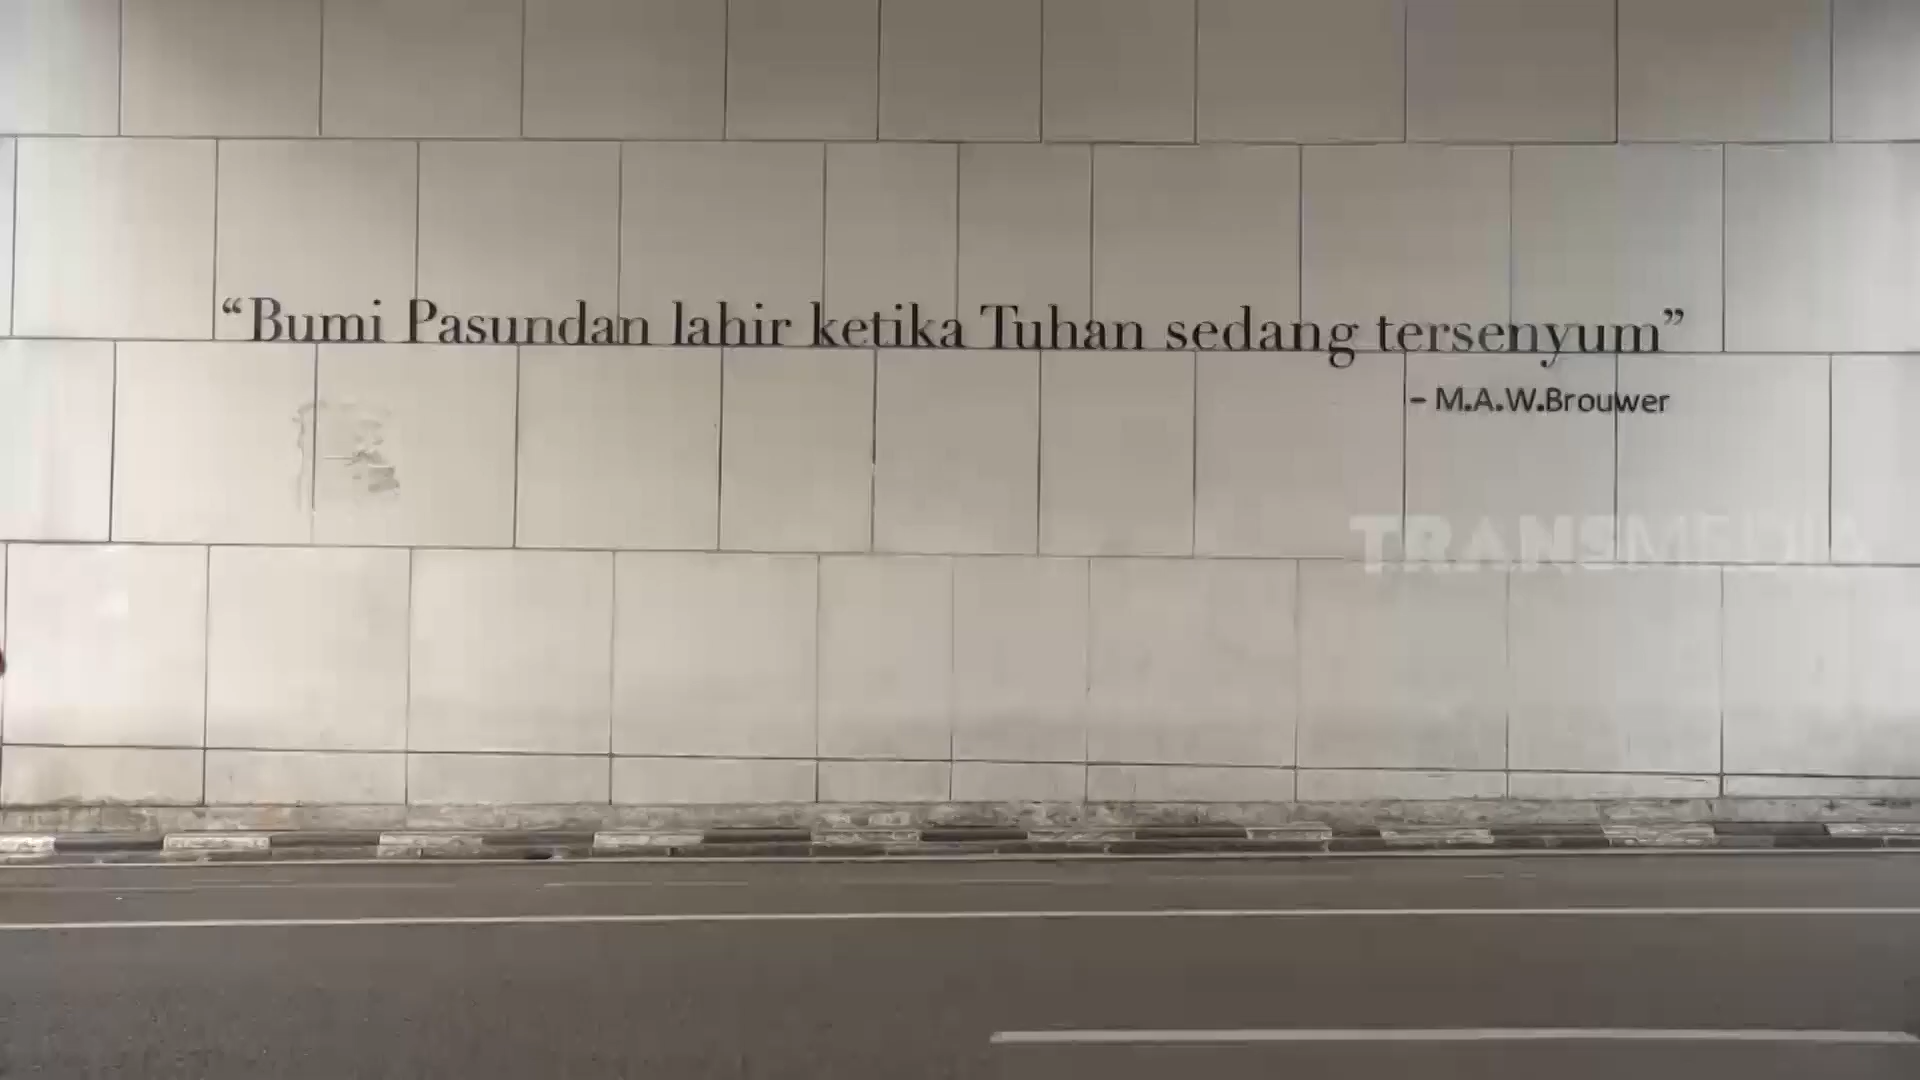 “Bumi Pasundan lahir ketika Tuhan sedang tersenyum”
– M.A.W.Brouwer
TRANSMEDIA